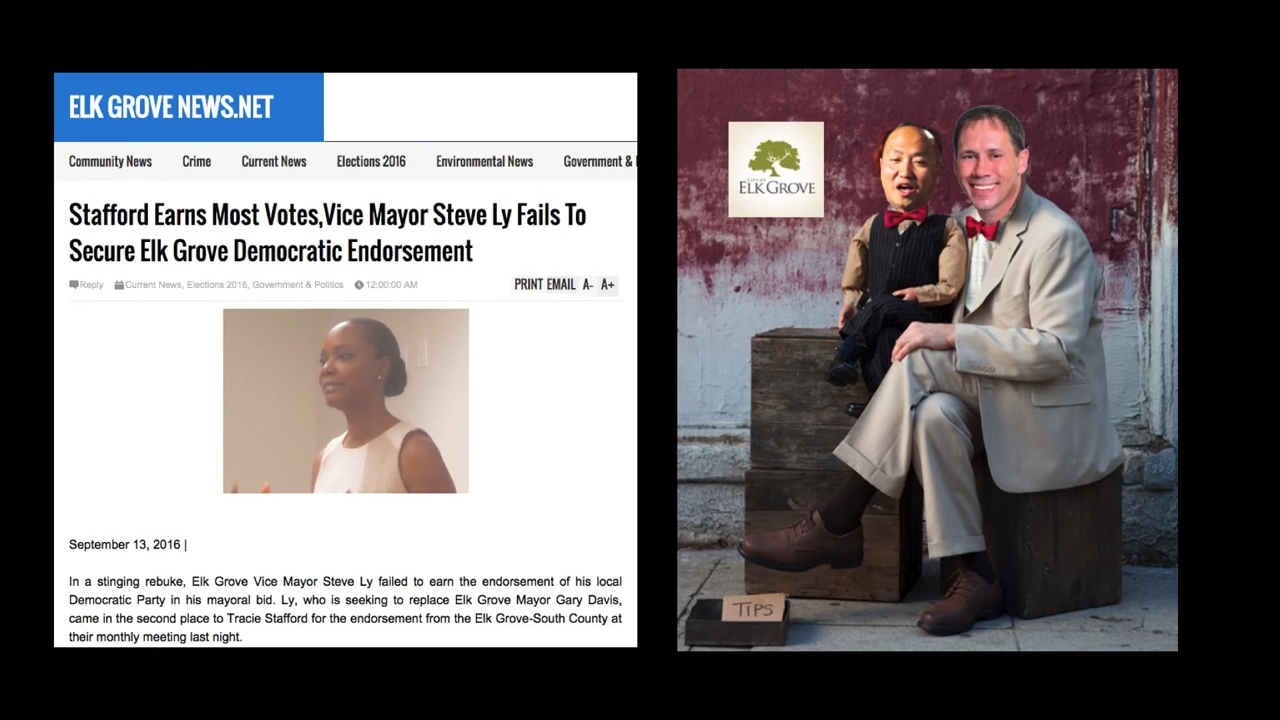 ELK GROVE NEWS.NET
Community News Crime Current News Elections 2016 Environmental News Government &
Stafford Earns Most Votes,Vice Mayor Steve Ly Fails To
Secure Elk Grove Democratic Endorsement
Reply Current News, Elections 2016, Government & Politics 12:00:00 AM
PRINT EMAIL A- A+
September 13, 2016 |
In a stinging rebuke, Elk Grove Vice Mayor Steve Ly failed to earn the endorsement of his local
Democratic Party in his mayoral bid. Ly, who is seeking to replace Elk Grove Mayor Gary Davis,
came in the second place to Tracie Stafford for the endorsement from the Elk Grove-South County at
their monthly meeting last night.
CITY OF
ELK GROVE
TIPS